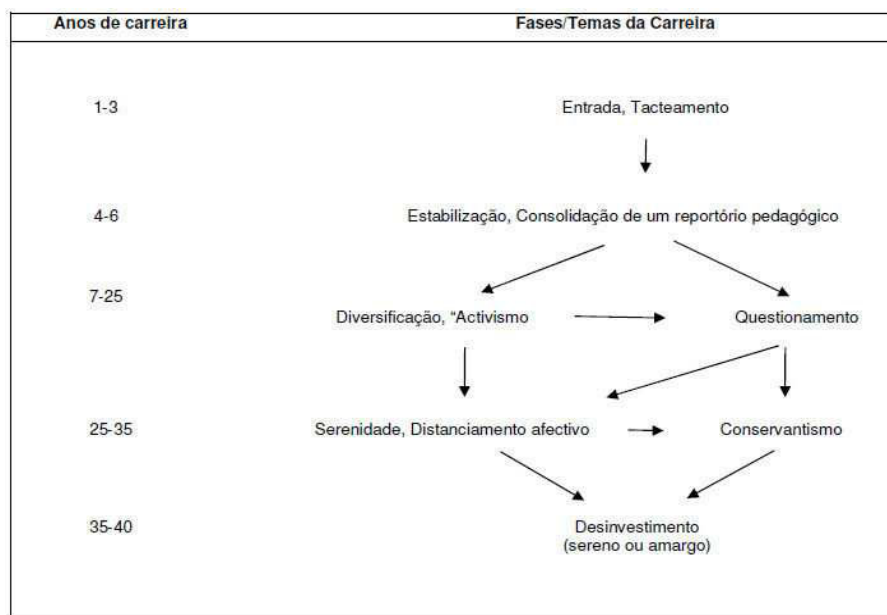 Anos de carreira Fases/Temas da Carreira
1-3 Entrada, Tacteamento
4-6 Estabilização, Consolidação de um reportório pedagógico
7-25
Diversificação, “Activismo Questionamento
25-35 Serenidade, Distanciamento afectivo Conservantismo
35-40 Desinvestimento
(sereno ou amargo)